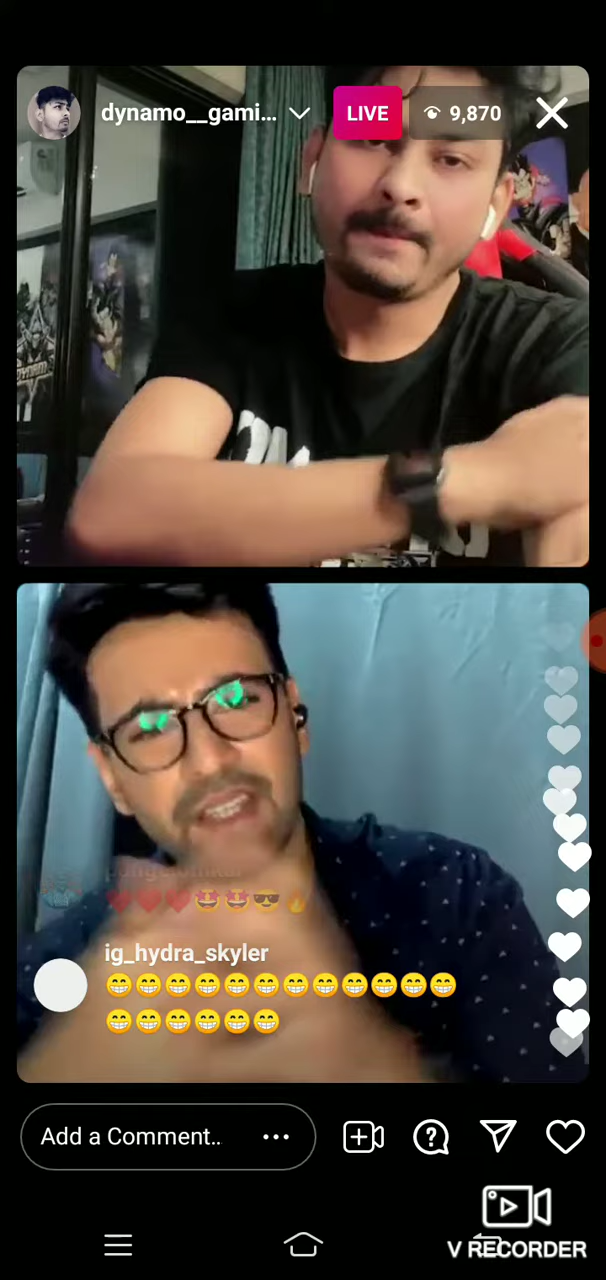 dynamo__gami...
LIVE
9,870
ig_hydra_skyler
😁😁😁😁😁😁😁😁😁😁😁😁
😁😁😁😁😁😁
Add a Comment..
V RECORDER